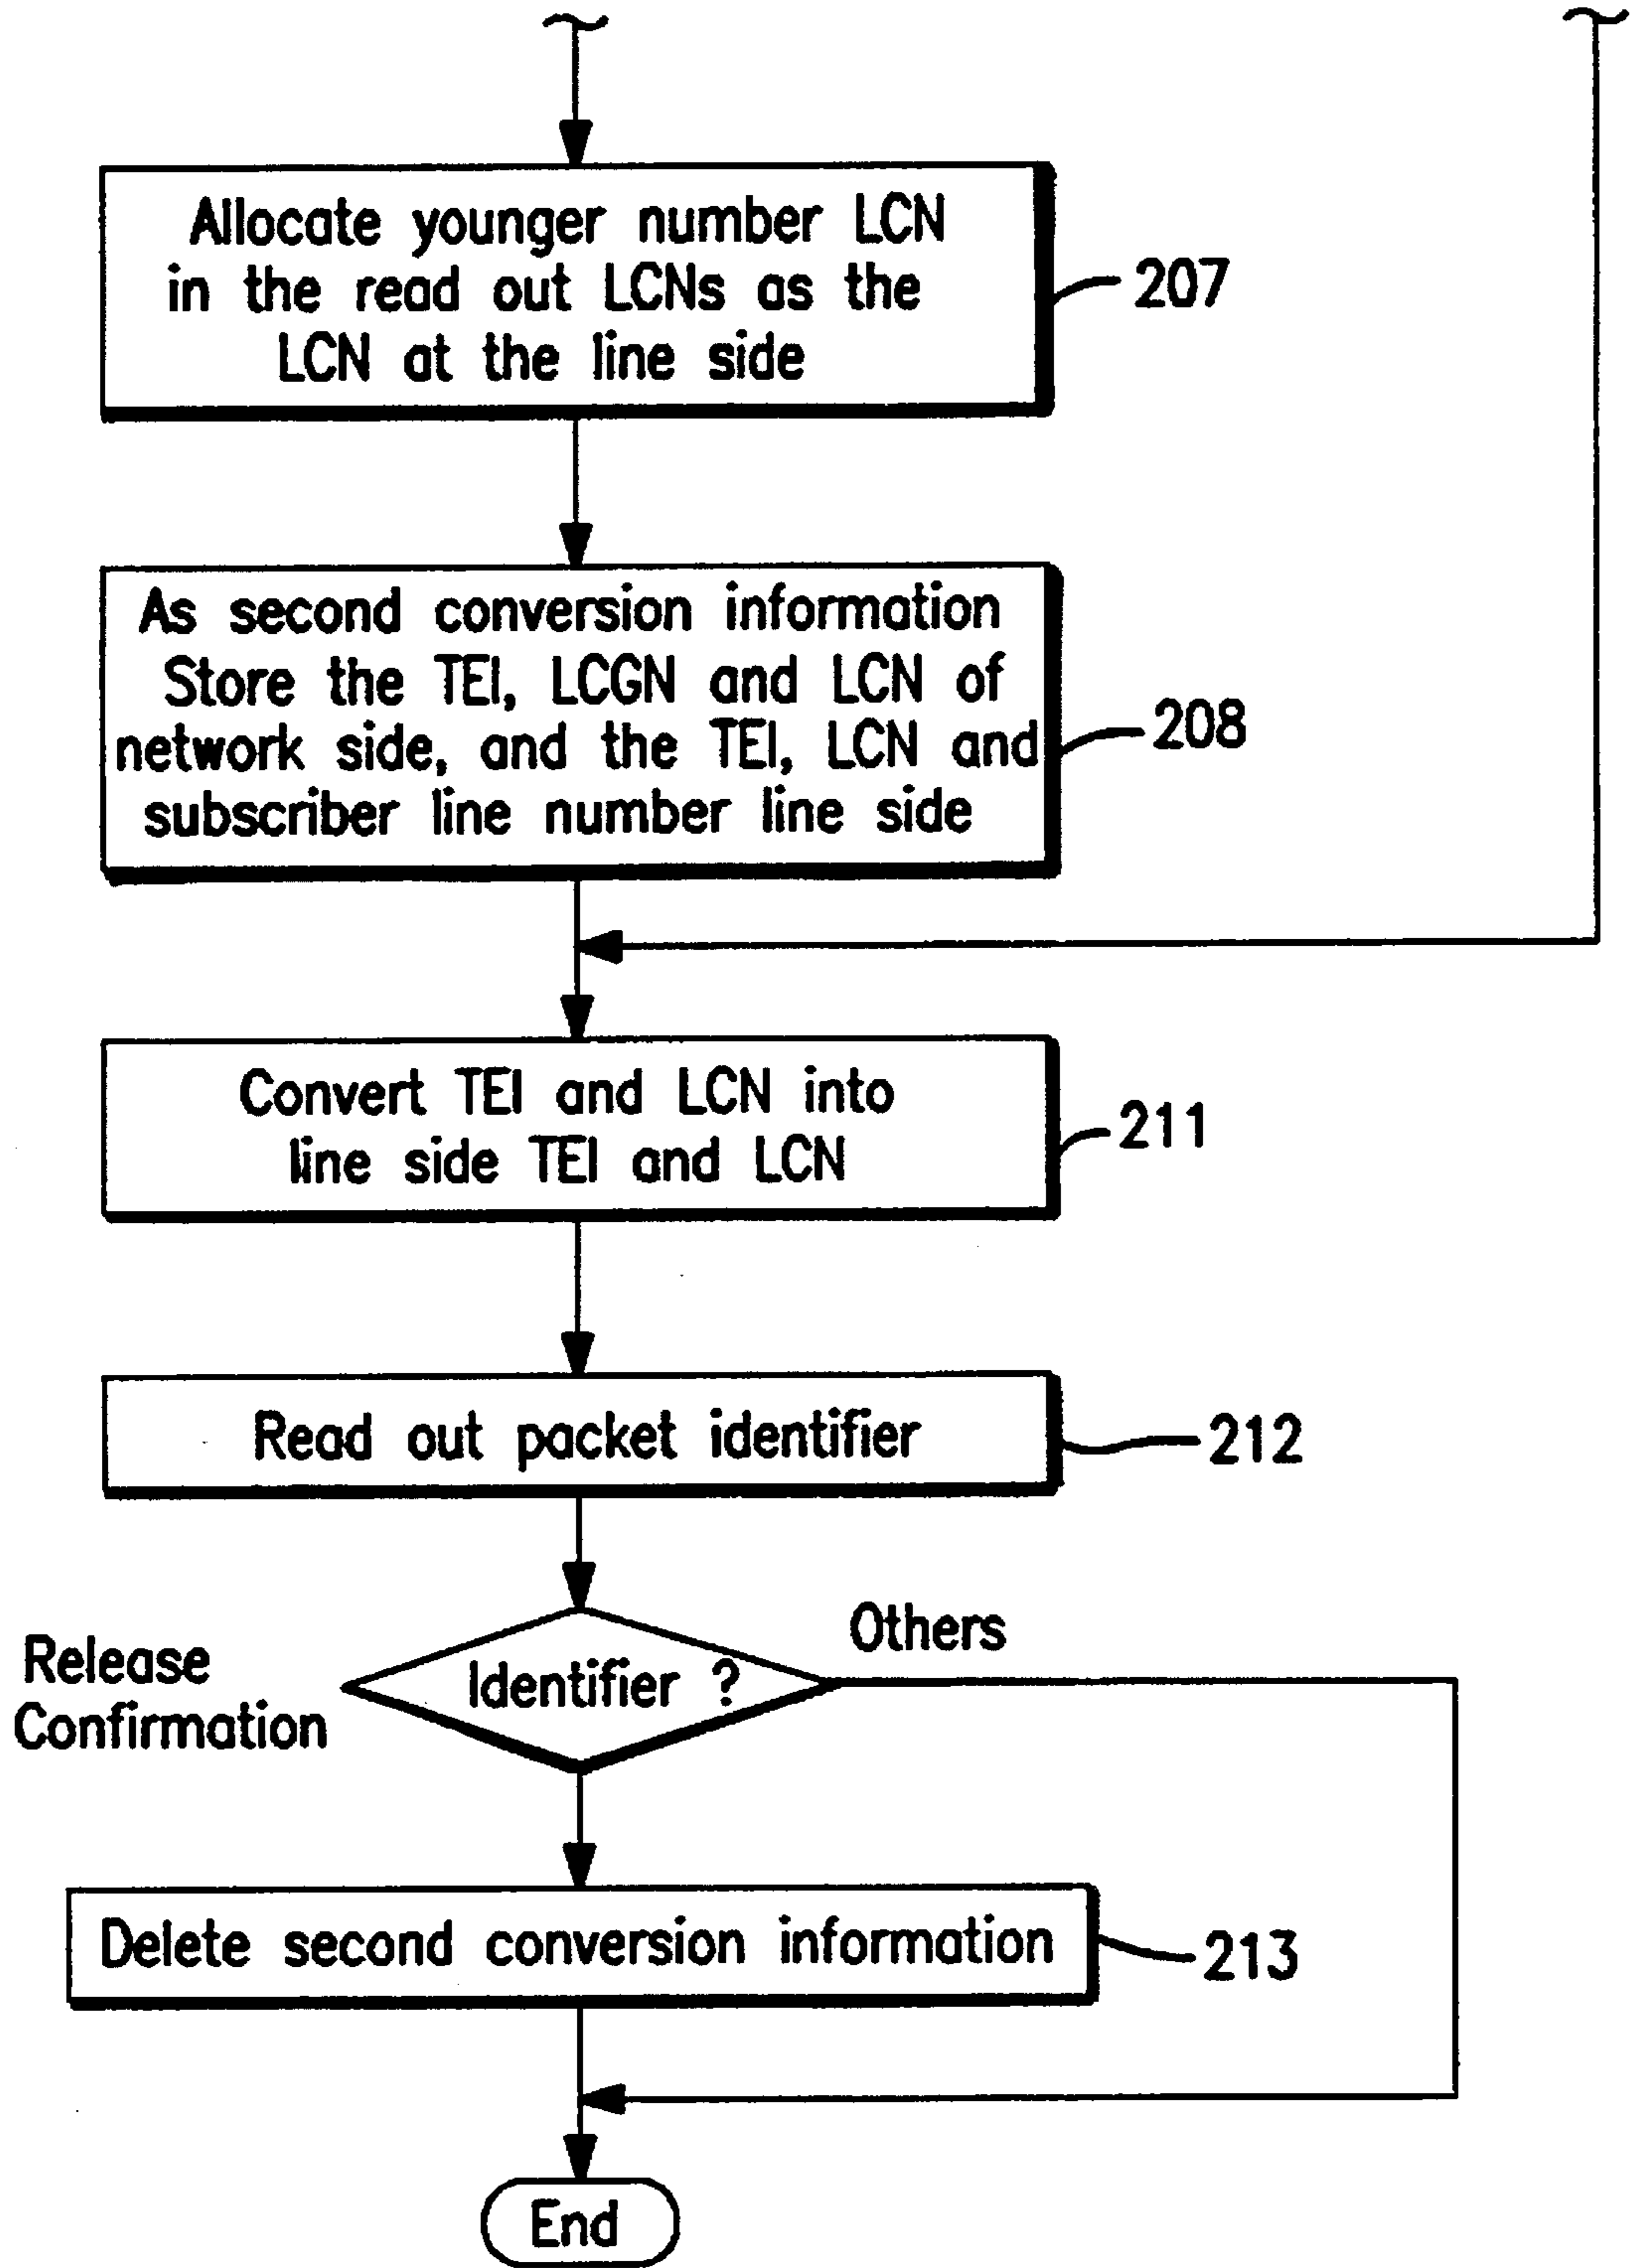 Allocate younger number LCN
in the read out LCNs as the
LCN at the line side
207
As second conversion information
Store the TEI, LCGN and LCN of
network side, and the TEI, LCN and
subscriber line number line side
208
Convert TEI and LCN into
line side TEI and LCN
211
Read out packet identifier
212
Others
Release
Confirmation
Identifier ?
Delete second conversion information
213
End